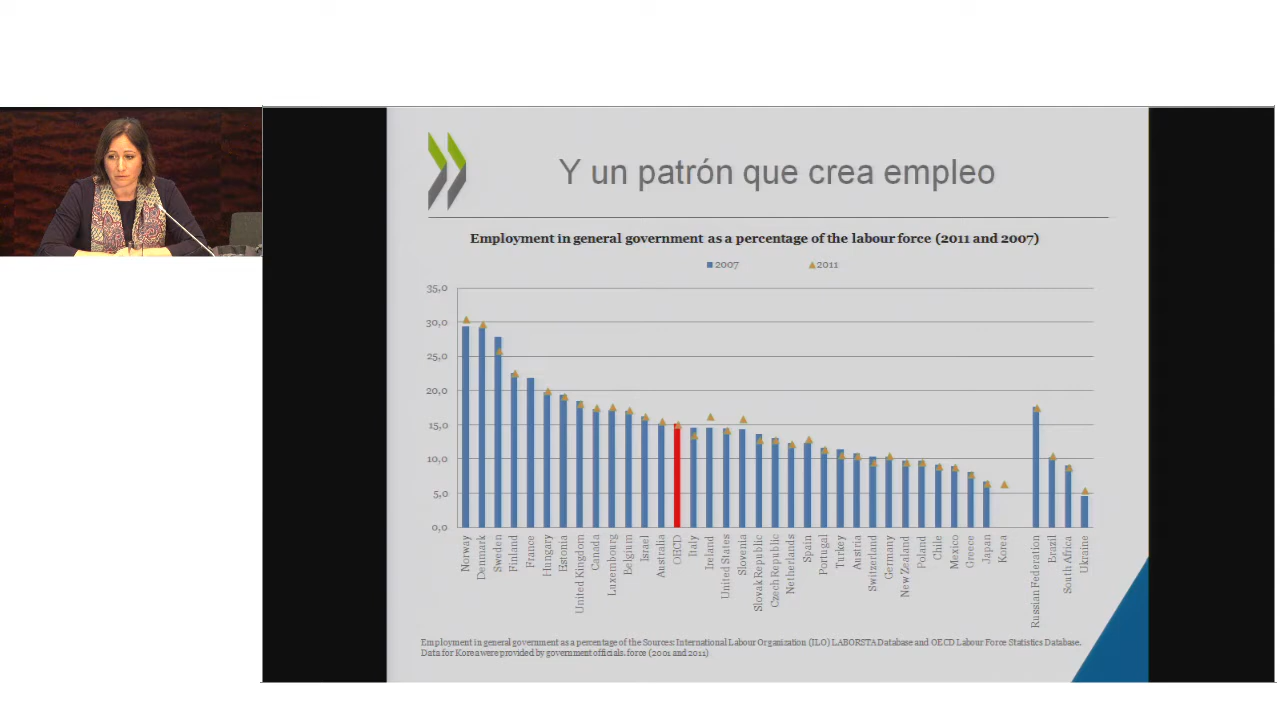 Y un patrón que crea empleo
Employment in general government as a percentage of the labour force (2011 and 2007)
2007 2011
35,0
30,0
25,0
20,0
15,0
10,0
5,0
0,0
Norway
Denmark
Sweden
Finland
France
Hungary
Estonia
United Kingdom
Canada
Luxembourg
Belgium
Israel
Australia
OECD
Italy
Ireland
United States
Slovenia
Slovak Republic
Czech Republic
Netherlands
Spain
Portugal
Turkey
Austria
Switzerland
Germany
New Zealand
Poland
Chile
Mexico
Greece
Japan
Korea
Russian Federation
Brazil
South Africa
Ukraine
Employment in general government as a percentage of the Sources: International Labour Organization (ILO) LABORSTA Database and OECD Labour Force Statistics Database.
Data for Korea were provided by government officials. force (2001 and 2011)